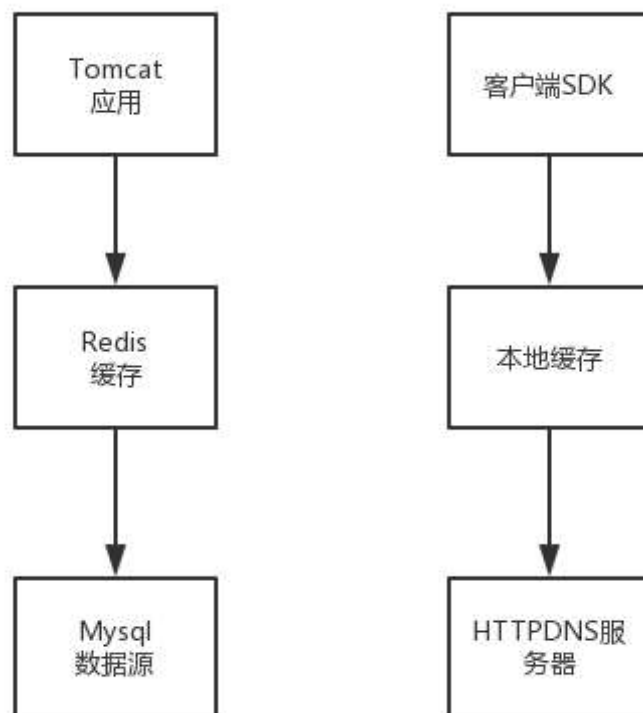 Tomcat
应用
客户端SDK
Redis
缓存
本地缓存
Mysql
数据源
HTTPDNS服
务器